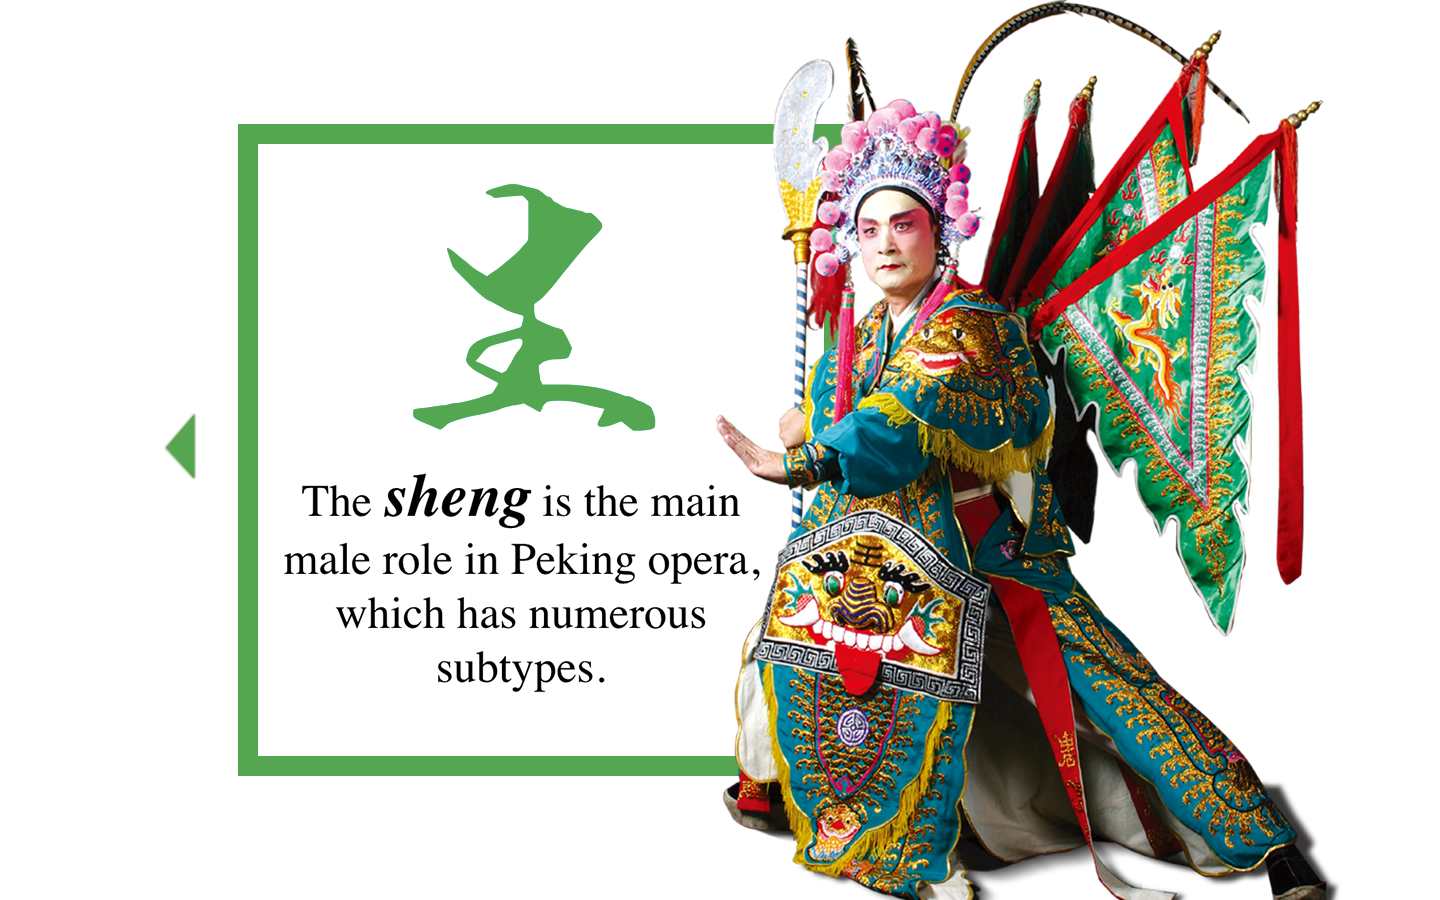 生
The sheng is the main
male role in Peking opera,
which has numerous
subtypes.